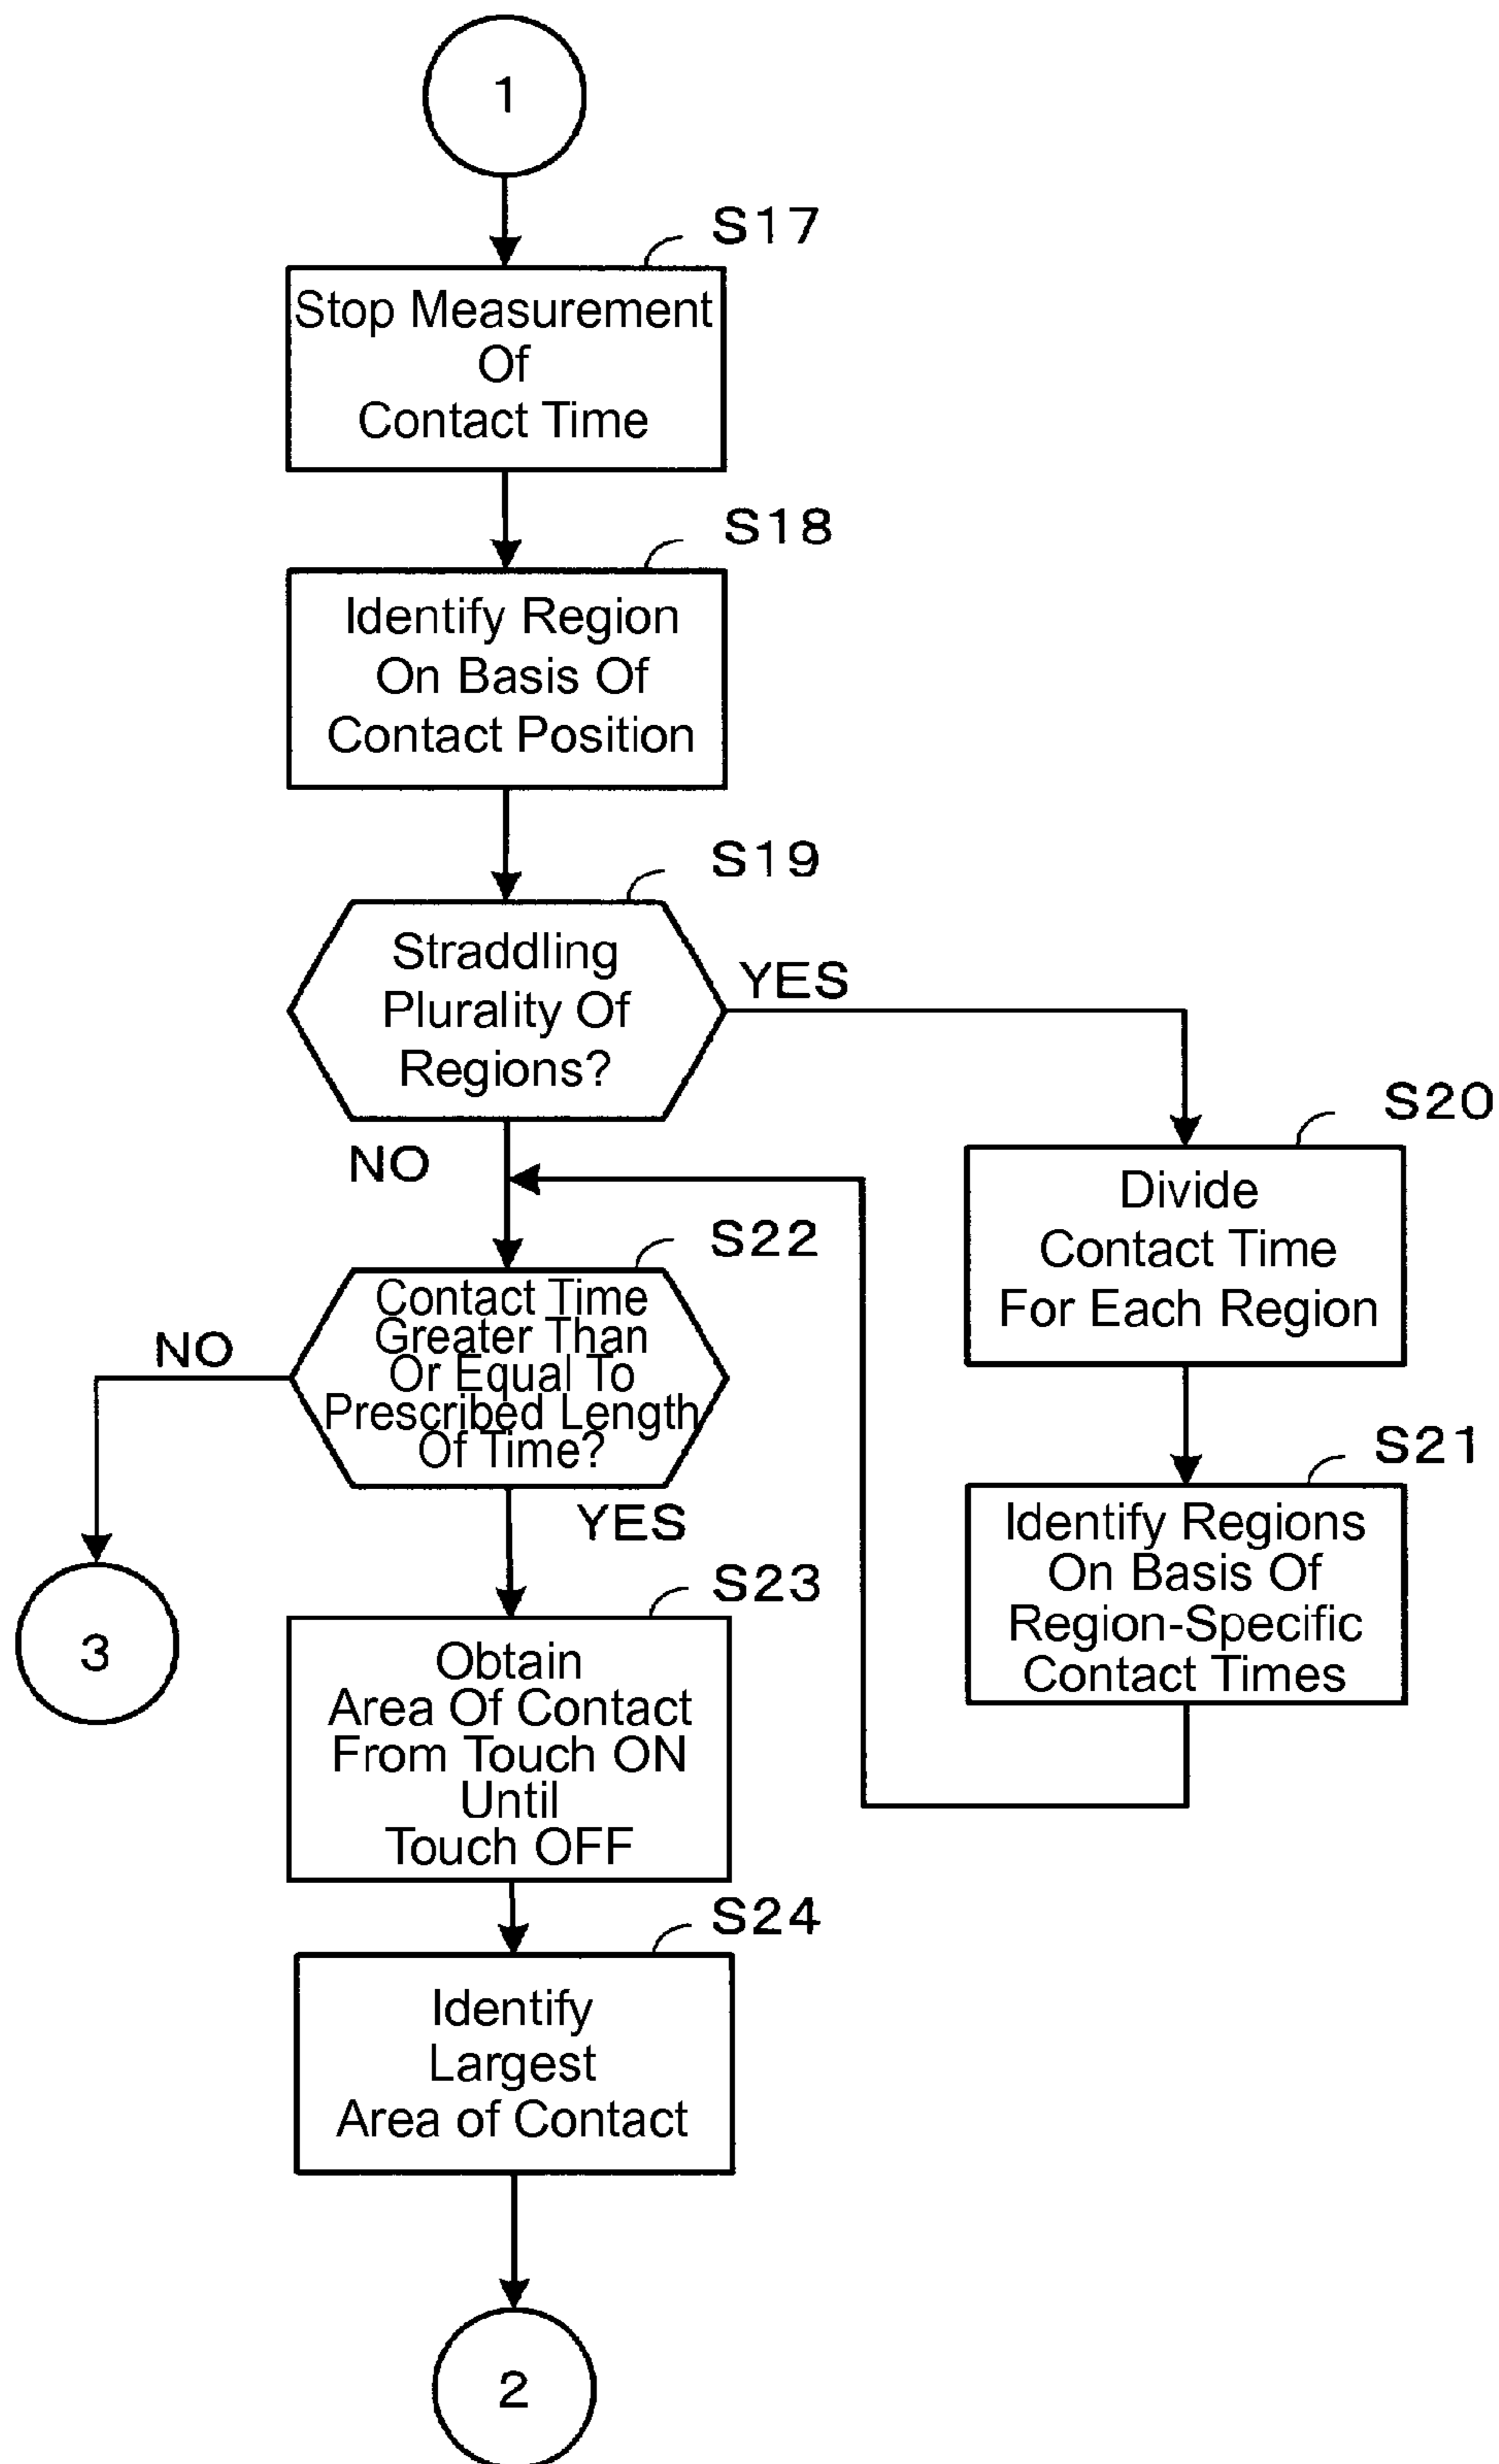 1
S17
Stop Measurement
Of
Contact Time
S18
Identify Region
On Basis Of
Contact Position
S19
Straddling
Plurality Of
Regions?
YES
NO
S20
Divide
Contact Time
For Each Region
S21
Identify Regions
On Basis Of
Region-Specific
Contact Times
S22
Contact Time
Greater Than
Or Equal To
Prescribed Length
Of Time?
NO
3
YES
S23
Obtain
Area Of Contact
From Touch ON
Until
Touch OFF
S24
Identify
Largest
Area of Contact
2